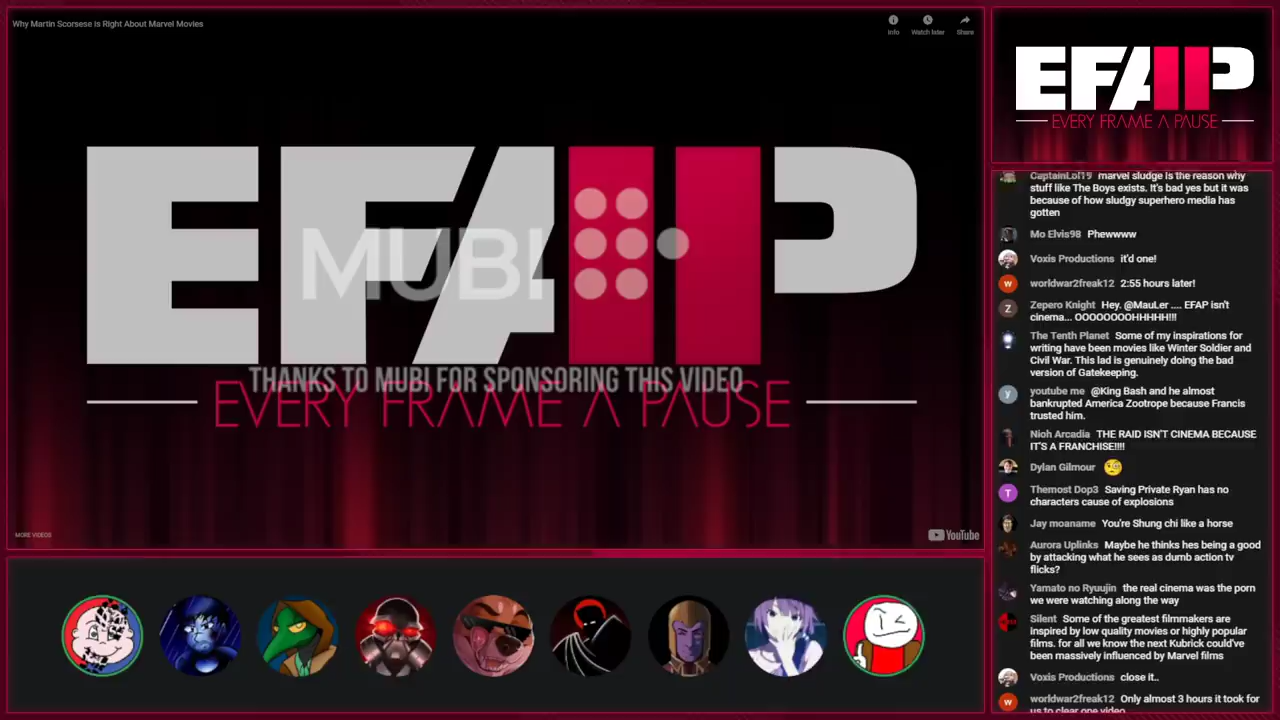 Why Martin Scorsese Is Right About Marvel Movies
Info
Watch later
Share
EFAP
MUBI
THANKS TO MUBI FOR SPONSORING THIS VIDEO
EVERY FRAME A PAUSE
MORE VIDEOS
YouTube
EFAP
EVERY FRAME A PAUSE
CaptainLol19 marvel sludge is the reason why
stuff like The Boys exists. It's bad yes but it was
because of how sludgy superhero media has
gotten
Mo Elvis98 Phewwww
Voxis Productions it'd one!
worldwar2freak12 2:55 hours later!
Z
Zepero Knight Hey. @MauLer .... EFAP isn't
cinema... OOOOOOOOHHHHH!!!
The Tenth Planet Some of my inspirations for
writing have been movies like Winter Soldier and
Civil War. This lad is genuinely doing the bad
version of Gatekeeping.
y
youtube me @King Bash and he almost
bankrupted America Zootrope because Francis
trusted him.
Nioh Arcadia THE RAID ISN'T CINEMA BECAUSE
IT'S A FRANCHISE!!!!
Dylan Gilmour 🧐
T
Themost Dop3 Saving Private Ryan has no
characters cause of explosions
Jay moaname You're Shung chi like a horse
Aurora Uplinks Maybe he thinks hes being a good
by attacking what he sees as dumb action tv
flicks?
Yamato no Ryuujin the real cinema was the porn
we were watching along the way
Silent Some of the greatest filmmakers are
inspired by low quality movies or highly popular
films. for all we know the next Kubrick could've
been massively influenced by Marvel films
Voxis Productions close it..
w
worldwar2freak12 Only almost 3 hours it took for
us to clear one video